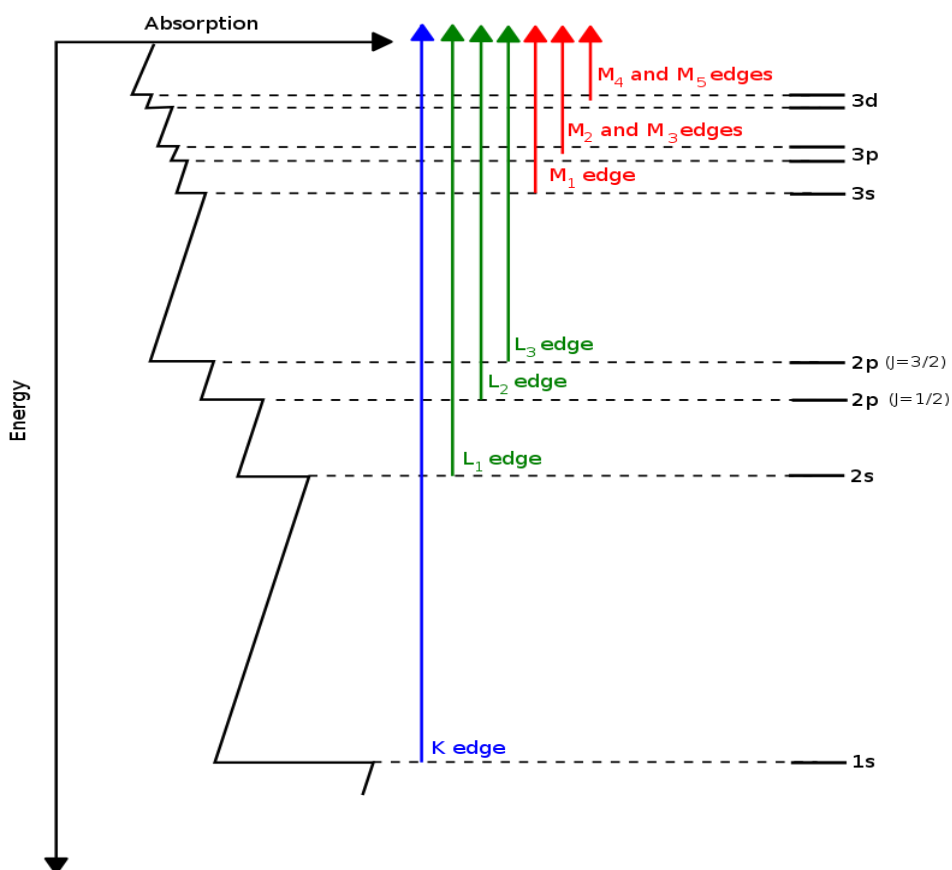 Absorption
M4 and M5 edges
3d
M2 and M3 edges
3p
M1 edge
3s
L3 edge
2p (J=3/2)
L2 edge
2p (J=1/2)
Energy
L1 edge
2s
K edge
1s